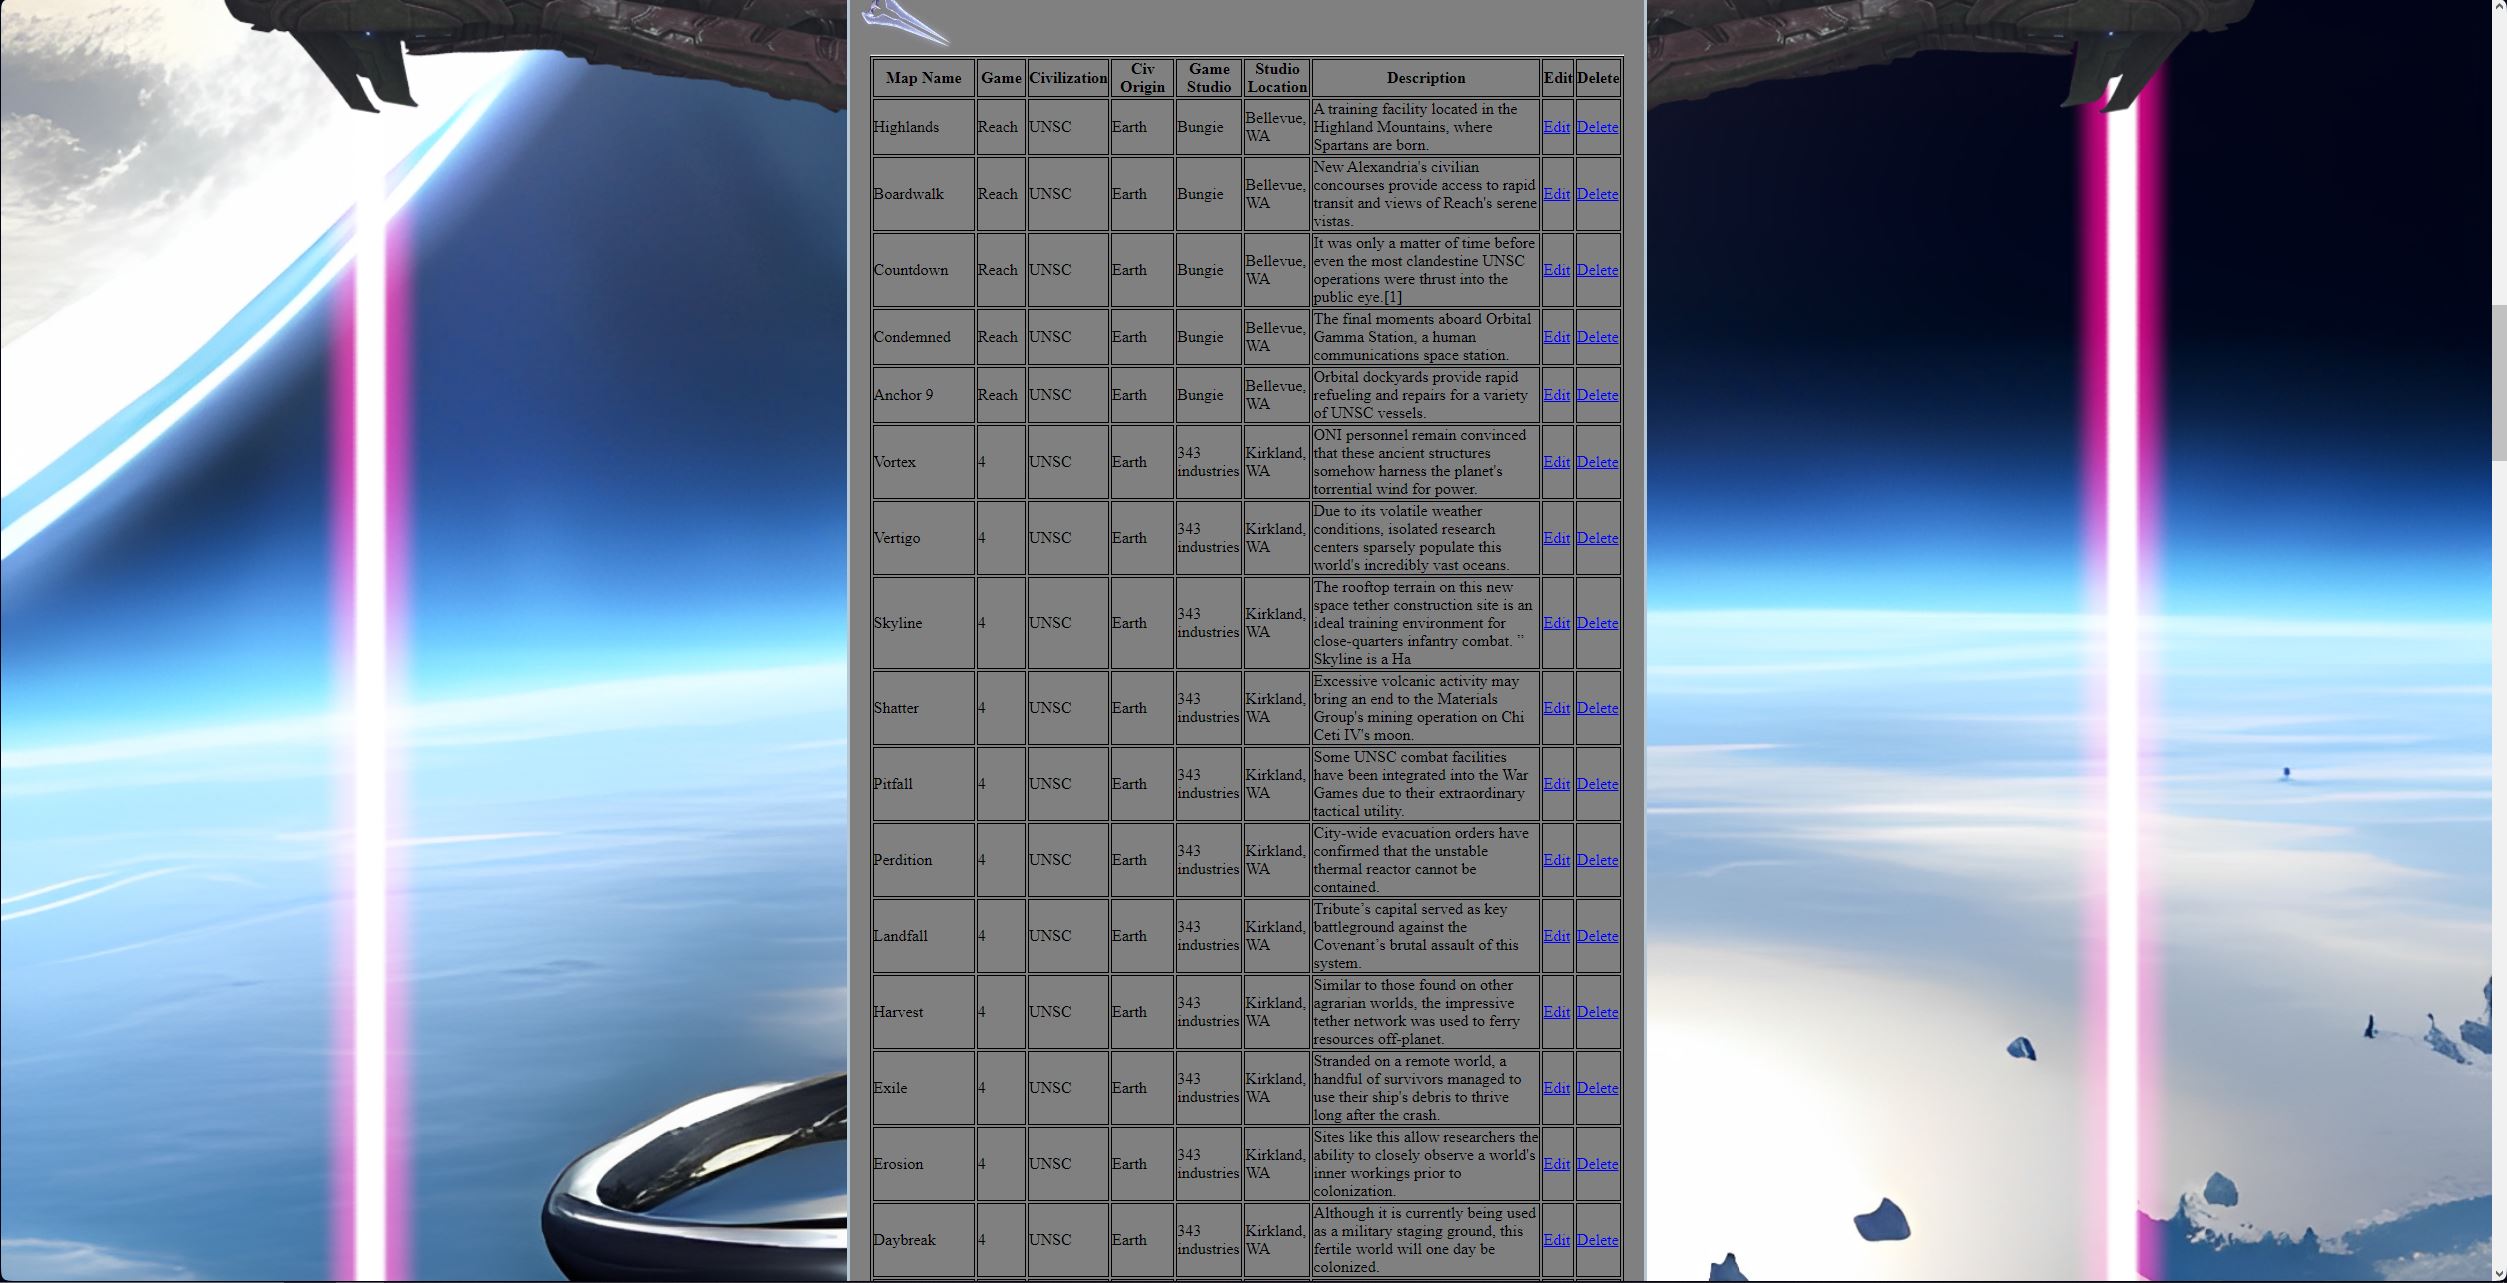 Map Name Game Civilization Civ Origin Game Studio Studio Location Description Edit Delete
Highlands Reach UNSC Earth Bungie Bellevue, WA A training facility located in the Highland Mountains, where Spartans are born. Edit Delete
Boardwalk Reach UNSC Earth Bungie Bellevue, WA New Alexandria's civilian concourses provide access to rapid transit and views of Reach's serene vistas. Edit Delete
Countdown Reach UNSC Earth Bungie Bellevue, WA It was only a matter of time before even the most clandestine UNSC operations were thrust into the public eye.[1] Edit Delete
Condemned Reach UNSC Earth Bungie Bellevue, WA The final moments aboard Orbital Gamma Station, a human communications space station. Edit Delete
Anchor 9 Reach UNSC Earth Bungie Bellevue, WA Orbital dockyards provide rapid refueling and repairs for a variety of UNSC vessels. Edit Delete
Vortex 4 UNSC Earth 343 industries Kirkland, WA ONI personnel remain convinced that these ancient structures somehow harness the planet's torrential wind for power. Edit Delete
Vertigo 4 UNSC Earth 343 industries Kirkland, WA Due to its volatile weather conditions, isolated research centers sparsely populate this world's incredibly vast oceans. Edit Delete
Skyline 4 UNSC Earth 343 industries Kirkland, WA The rooftop terrain on this new space tether construction site is an ideal training environment for close-quarters infantry combat. " Skyline is a Ha Edit Delete
Shatter 4 UNSC Earth 343 industries Kirkland, WA Excessive volcanic activity may bring an end to the Materials Group's mining operation on Chi Ceti IV's moon. Edit Delete
Pitfall 4 UNSC Earth 343 industries Kirkland, WA Some UNSC combat facilities have been integrated into the War Games due to their extraordinary tactical utility. Edit Delete
Perdition 4 UNSC Earth 343 industries Kirkland, WA City-wide evacuation orders have confirmed that the unstable thermal reactor cannot be contained. Edit Delete
Landfall 4 UNSC Earth 343 industries Kirkland, WA Tribute’s capital served as key battleground against the Covenant’s brutal assault of this system. Edit Delete
Harvest 4 UNSC Earth 343 industries Kirkland, WA Similar to those found on other agrarian worlds, the impressive tether network was used to ferry resources off-planet. Edit Delete
Exile 4 UNSC Earth 343 industries Kirkland, WA Stranded on a remote world, a handful of survivors managed to use their ship's debris to thrive long after the crash. Edit Delete
Erosion 4 UNSC Earth 343 industries Kirkland, WA Sites like this allow researchers the ability to closely observe a world's inner workings prior to colonization. Edit Delete
Daybreak 4 UNSC Earth 343 industries Kirkland, WA Although it is currently being used as a military staging ground, this fertile world will one day be colonized. Edit Delete